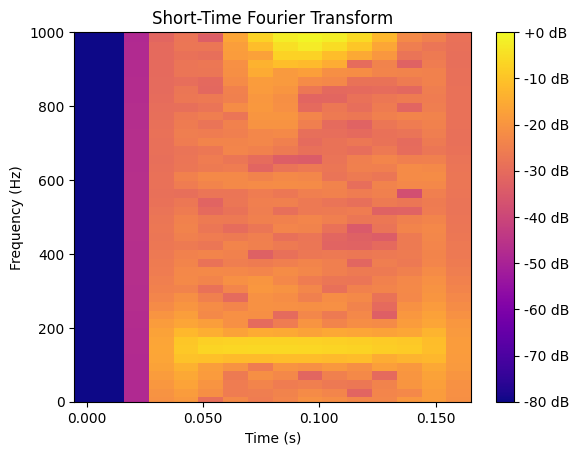 Short-Time Fourier Transform
1000
800
600
400
200
0
Frequency (Hz)
0.000
0.050
0.100
0.150
Time (s)
+0 dB
-10 dB
-20 dB
-30 dB
-40 dB
-50 dB
-60 dB
-70 dB
-80 dB